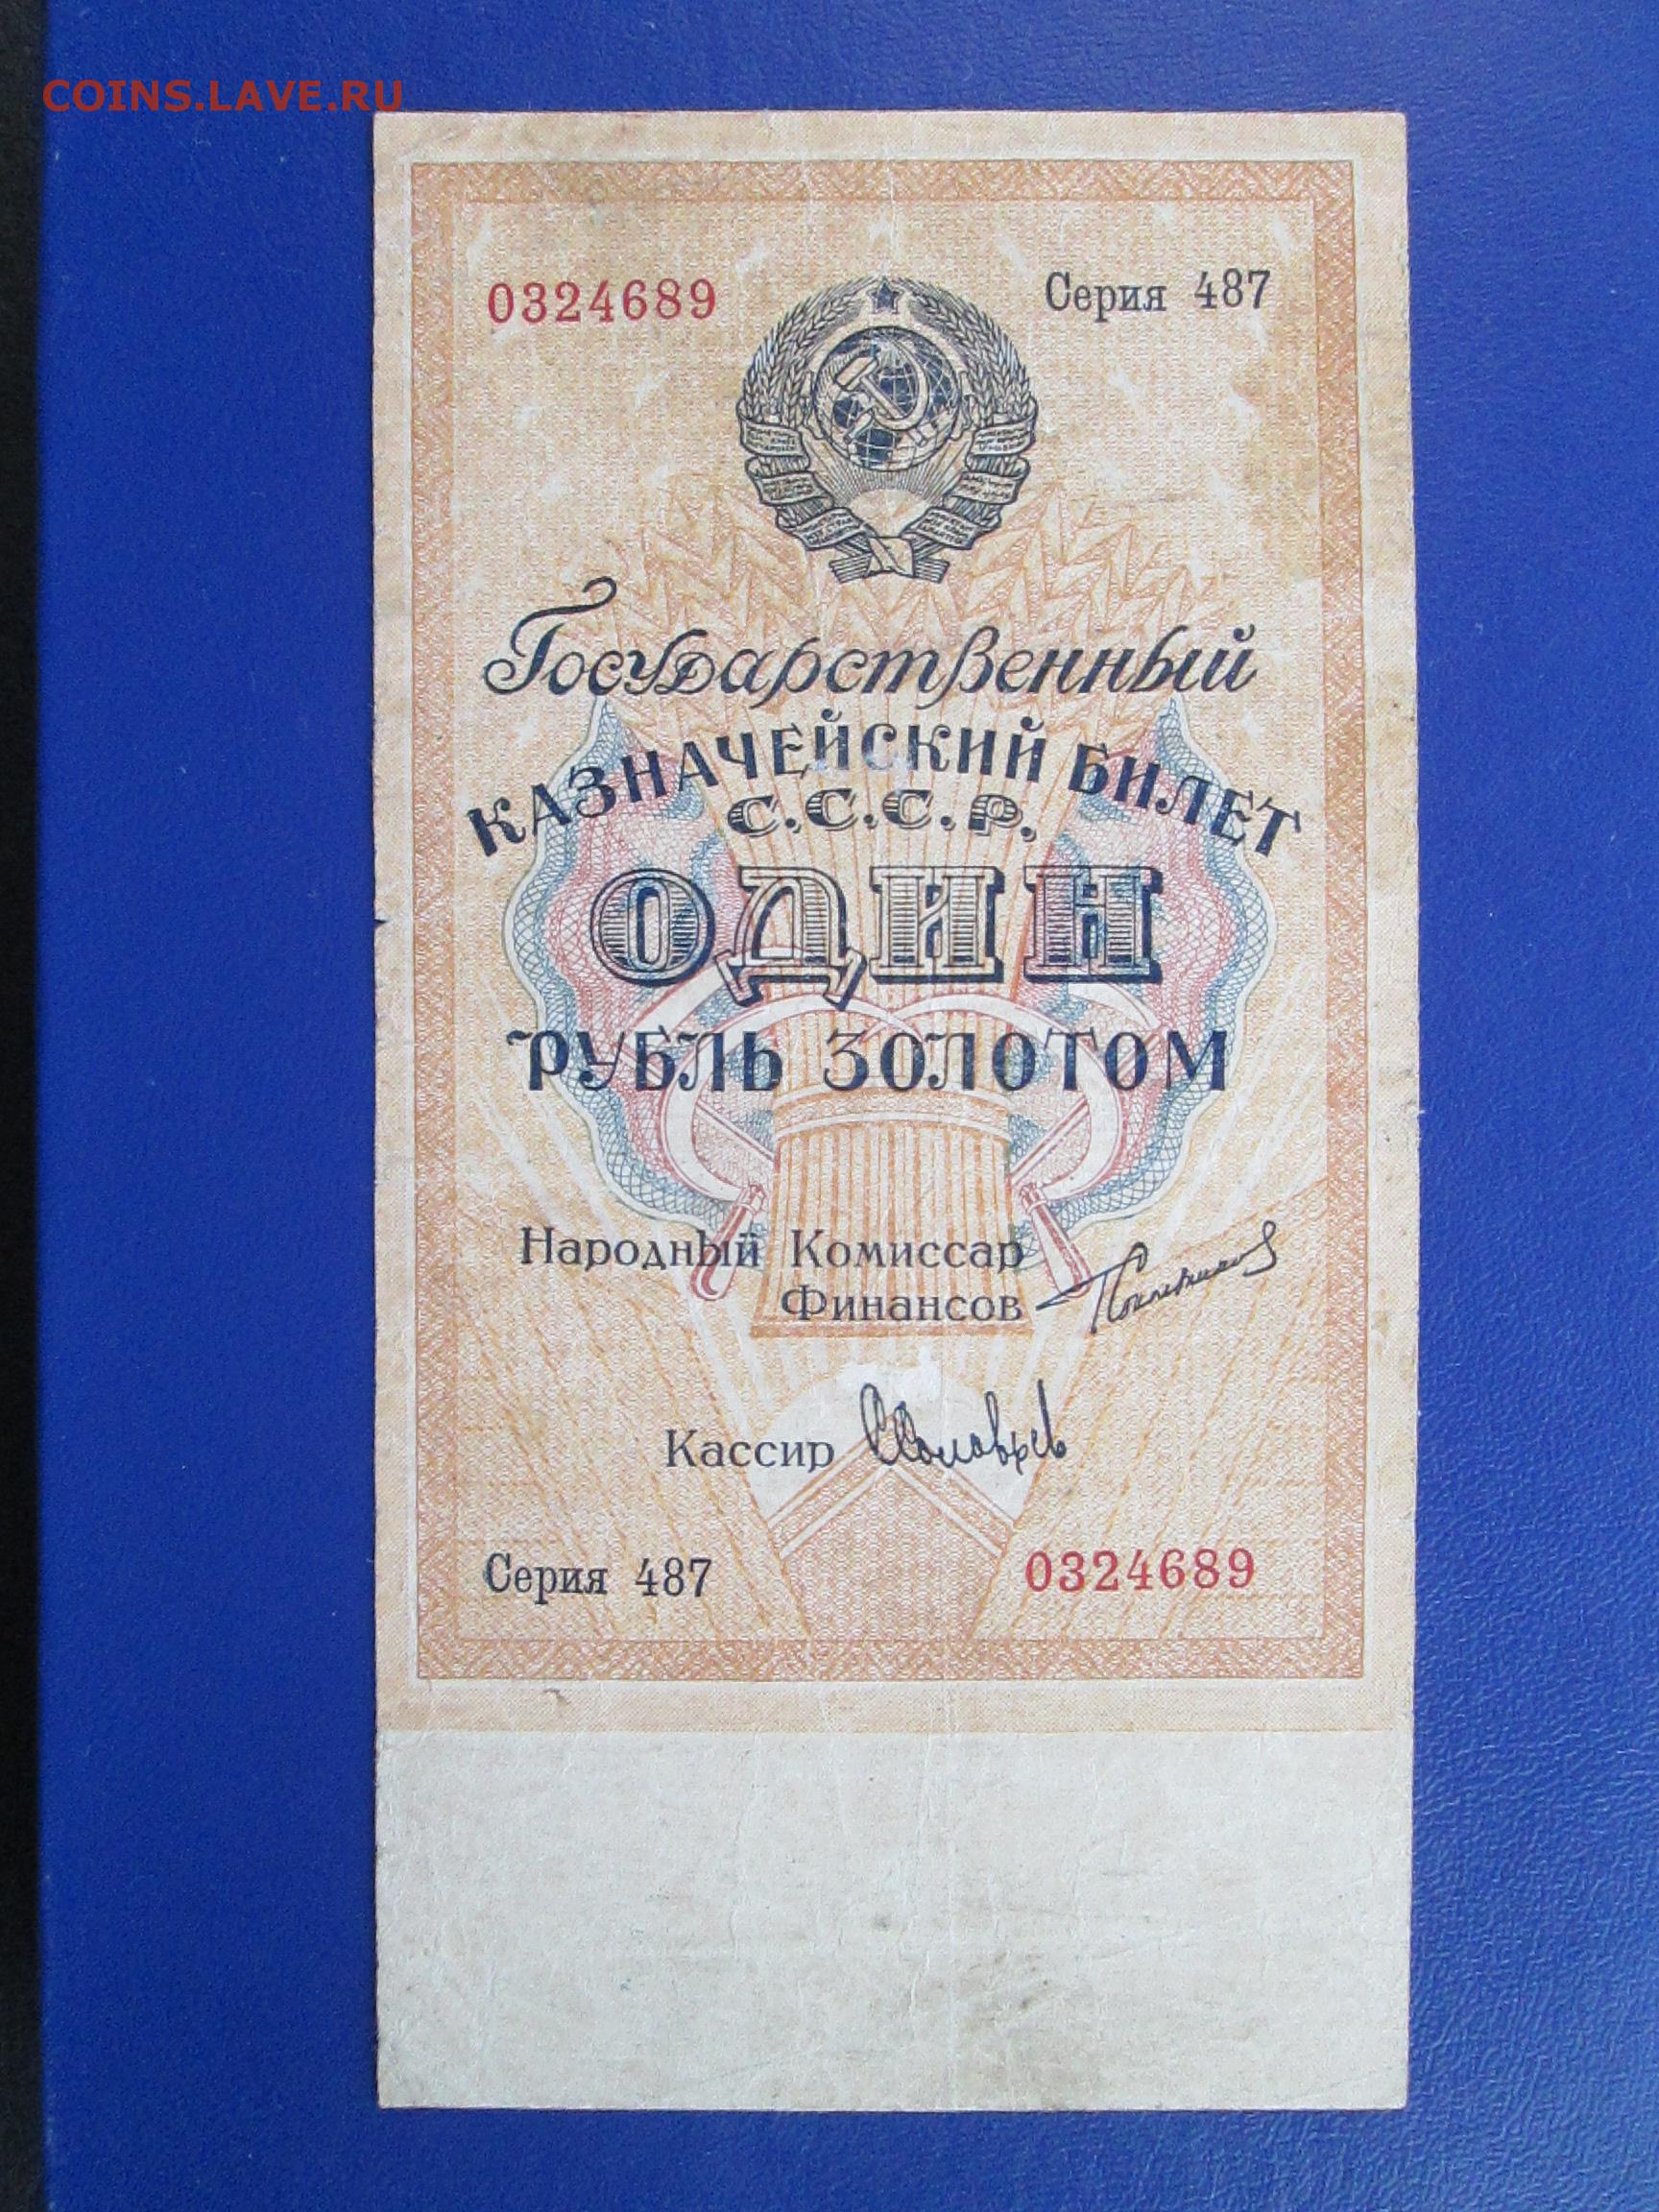 COINS.LAVE.RU
0324689 Серия 487
Государственный
КАЗНАЧЕЙСКИЙ БИЛЕТ
С.С.С.Р.
ОДИН
РУБЛЬ ЗОЛОТОМ
Народный Комиссар
Финансов
Кассир
Серия 487 0324689